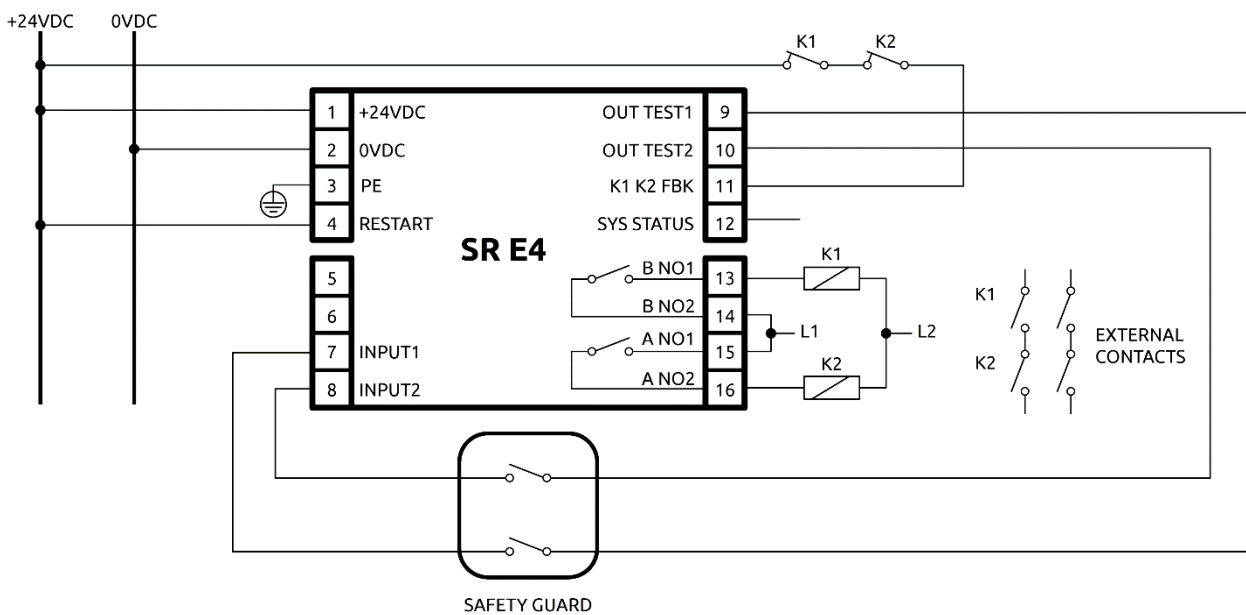 +24VDC
0VDC
K1
K2
1
+24VDC
OUT TEST1
9
2
0VDC
OUT TEST2
10
3
PE
K1 K2 FBK
11
4
RESTART
SYS STATUS
12
SR E4
5
B NO1
13
K1
6
B NO2
14
L1
L2
7
INPUT1
A NO1
15
8
INPUT2
A NO2
16
K2
K1
K2
EXTERNAL
CONTACTS
SAFETY GUARD